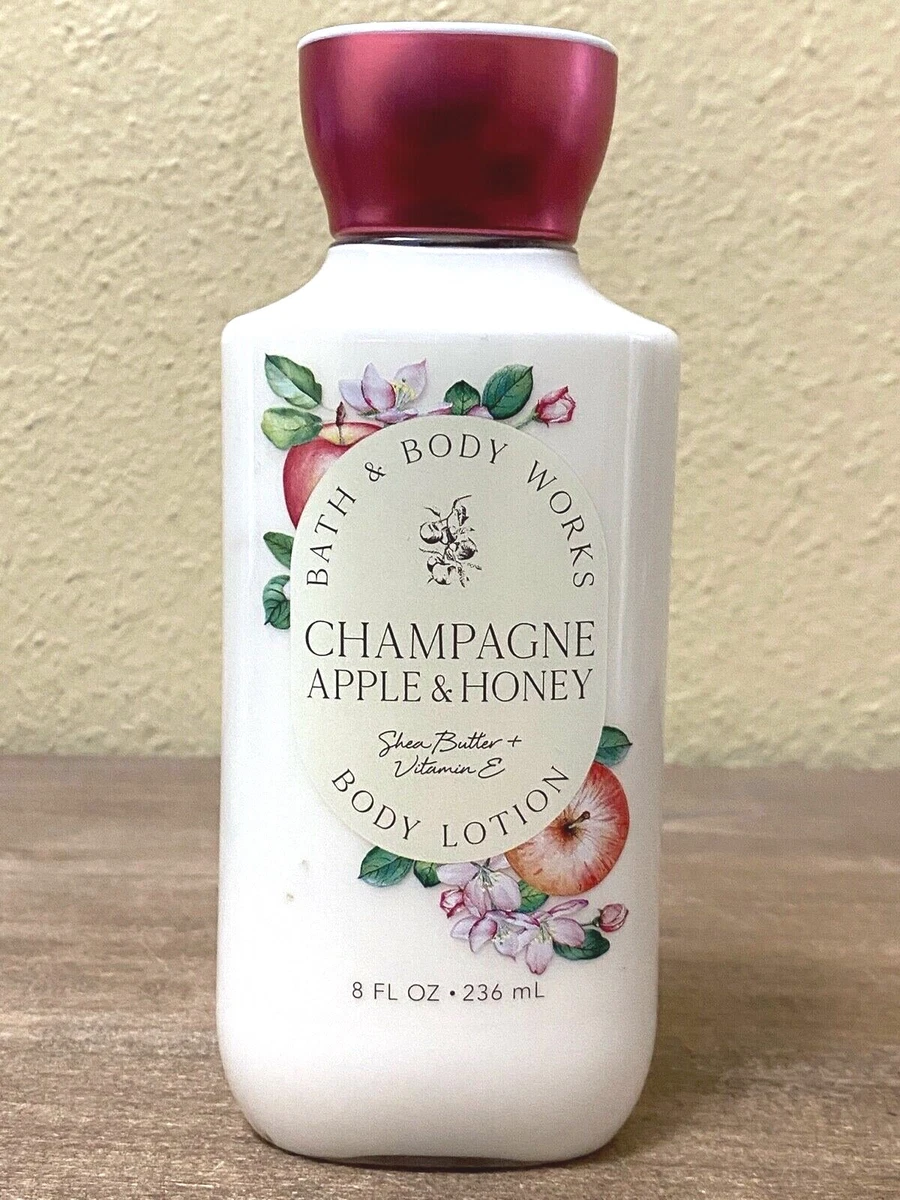 BATH & BODY WORKS
CHAMPAGNE
APPLE & HONEY
Shea Butter +
Vitamin E
BODY LOTION
8 FL OZ • 236 mL